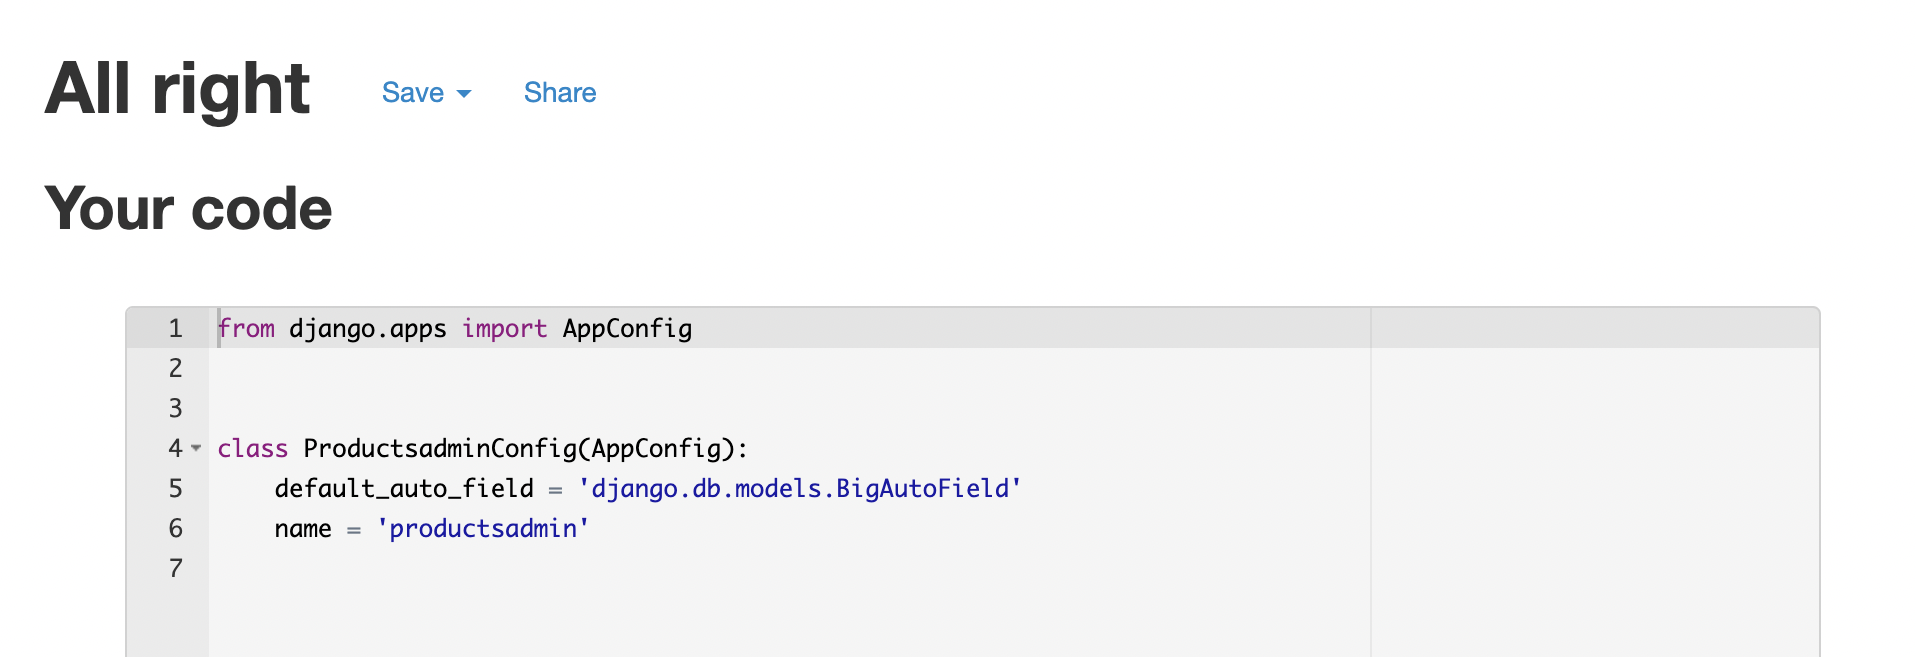 All right Save Share
Your code
1 from django.apps import AppConfig
2
3
4 class ProductsadminConfig(AppConfig):
5     default_auto_field = 'django.db.models.BigAutoField'
6     name = 'productsadmin'
7